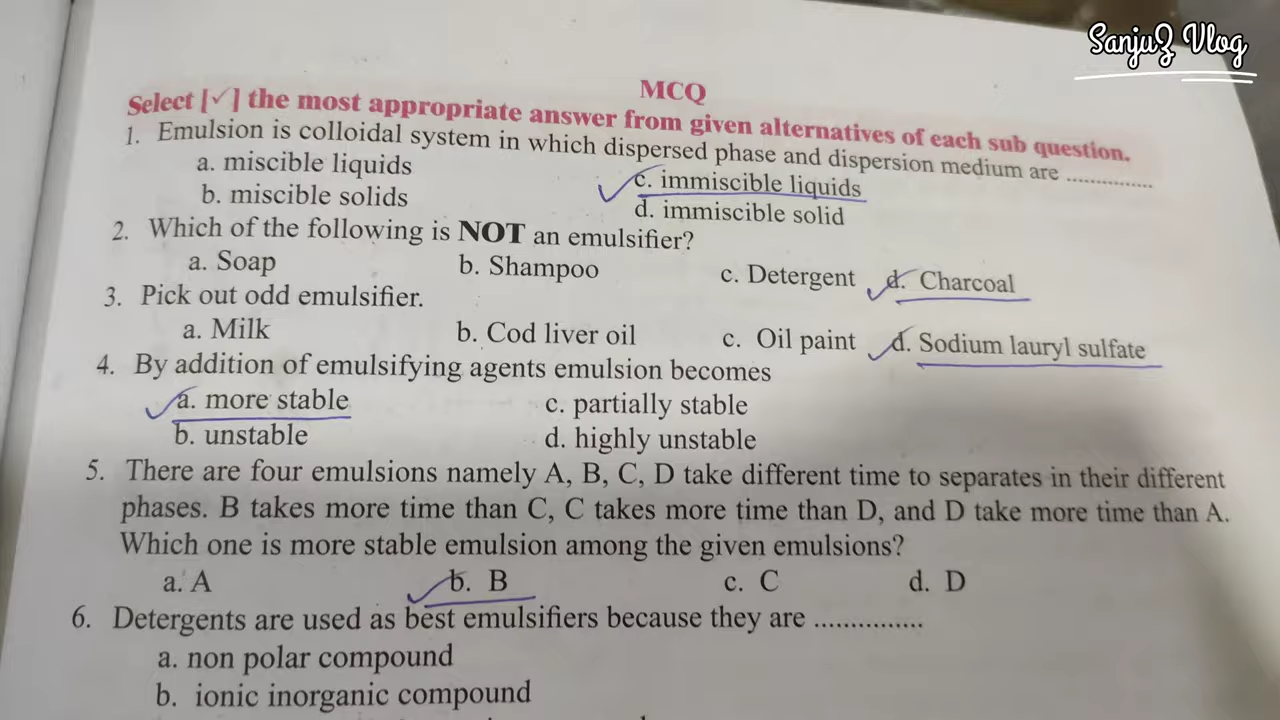 SanjuZ Vlog
MCQ
Select [✓] the most appropriate answer from given alternatives of each sub question.
1. Emulsion is colloidal system in which dispersed phase and dispersion medium are ...............
a. miscible liquids
c. immiscible liquids
b. miscible solids
d. immiscible solid
2. Which of the following is NOT an emulsifier?
a. Soap b. Shampoo c. Detergent d. Charcoal
3. Pick out odd emulsifier.
a. Milk b. Cod liver oil c. Oil paint d. Sodium lauryl sulfate
4. By addition of emulsifying agents emulsion becomes
a. more stable c. partially stable
b. unstable d. highly unstable
5. There are four emulsions namely A, B, C, D take different time to separates in their different
phases. B takes more time than C, C takes more time than D, and D take more time than A.
Which one is more stable emulsion among the given emulsions?
a. A b. B c. C d. D
6. Detergents are used as best emulsifiers because they are ...............
a. non polar compound
b. ionic inorganic compound